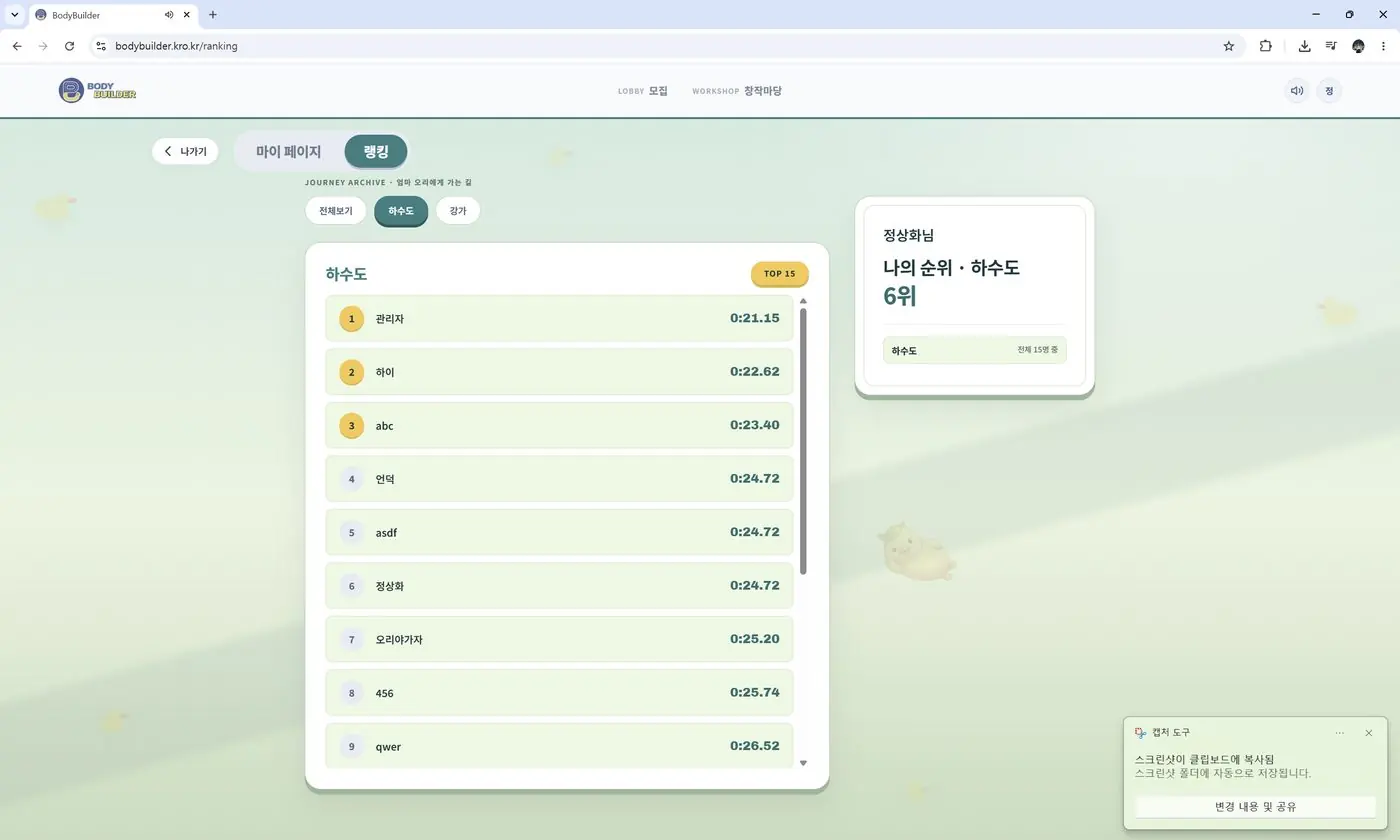 BodyBuilder
bodybuilder.kro.kr/ranking
BODY
BUILDER
LOBBY 모집
WORKSHOP 창작마당
정
나가기
마이 페이지
랭킹
JOURNEY ARCHIVE · 엄마 오리에게 가는 길
전체보기
하수도
강가
하수도
TOP 15
1 관리자 0:21.15
2 하이 0:22.62
3 abc 0:23.40
4 언덕 0:24.72
5 asdf 0:24.72
6 정상화 0:24.72
7 오리야가자 0:25.20
8 456 0:25.74
9 qwer 0:26.52
정상화님
나의 순위 · 하수도
6위
하수도 전체 15명 중
캡처 도구
스크린샷이 클립보드에 복사됨
스크린샷 폴더에 자동으로 저장됩니다.
변경 내용 및 공유